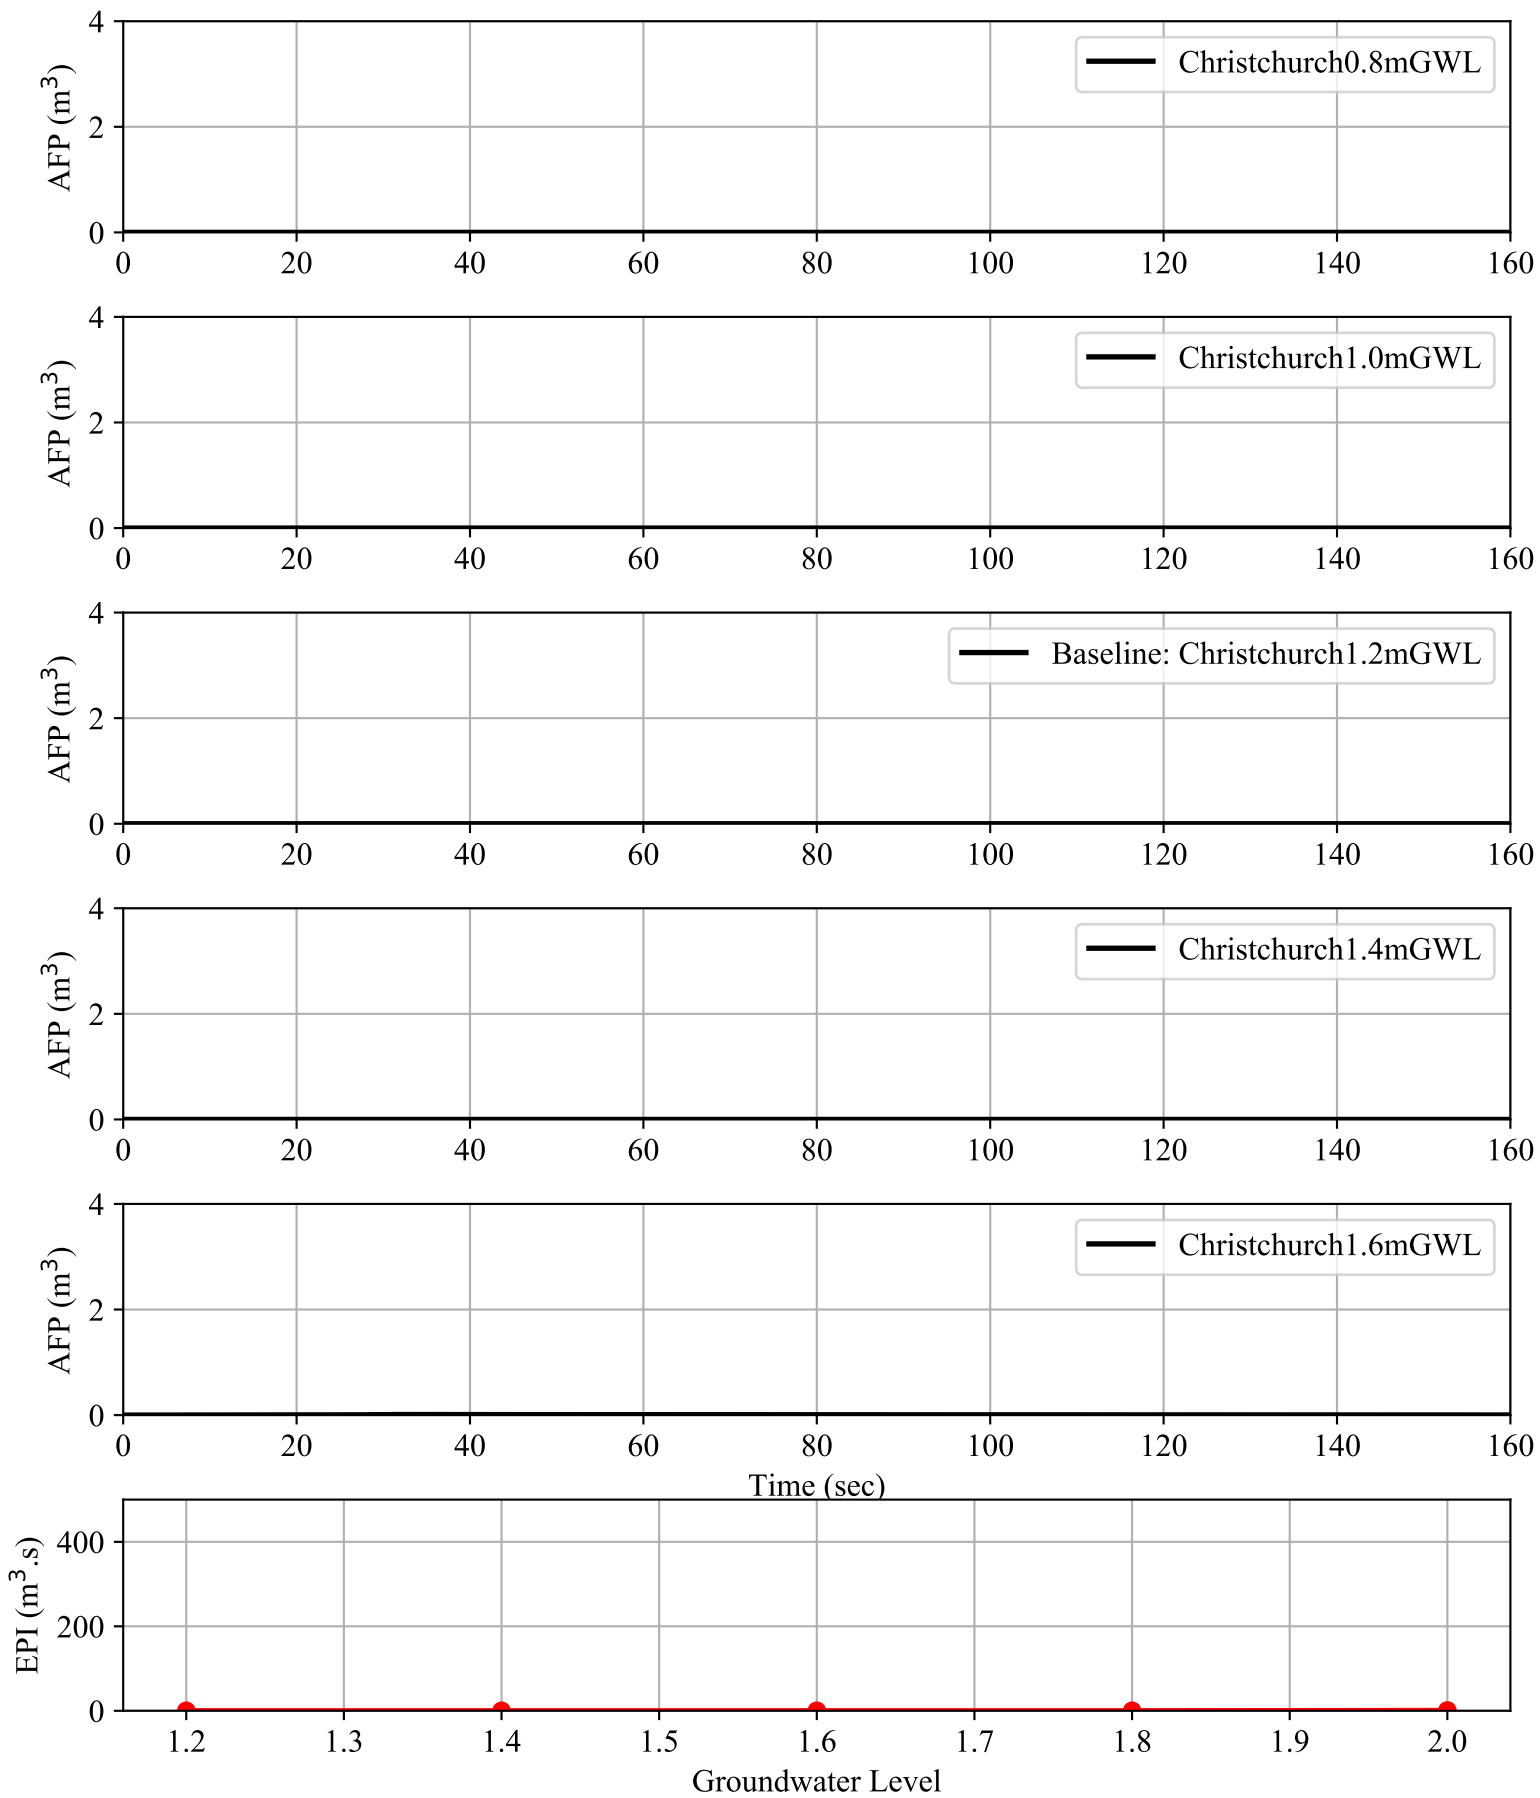 4
Christchurch0.8mGWL
AFP (m³)
2
0
0 20 40 60 80 100 120 140 160
4
Christchurch1.0mGWL
AFP (m³)
2
0
0 20 40 60 80 100 120 140 160
4
Baseline: Christchurch1.2mGWL
AFP (m³)
2
0
0 20 40 60 80 100 120 140 160
4
Christchurch1.4mGWL
AFP (m³)
2
0
0 20 40 60 80 100 120 140 160
4
Christchurch1.6mGWL
AFP (m³)
2
0
0 20 40 60 80 100 120 140 160
Time (sec)
400
EPI (m³.s)
200
0
1.2 1.3 1.4 1.5 1.6 1.7 1.8 1.9 2.0
Groundwater Level